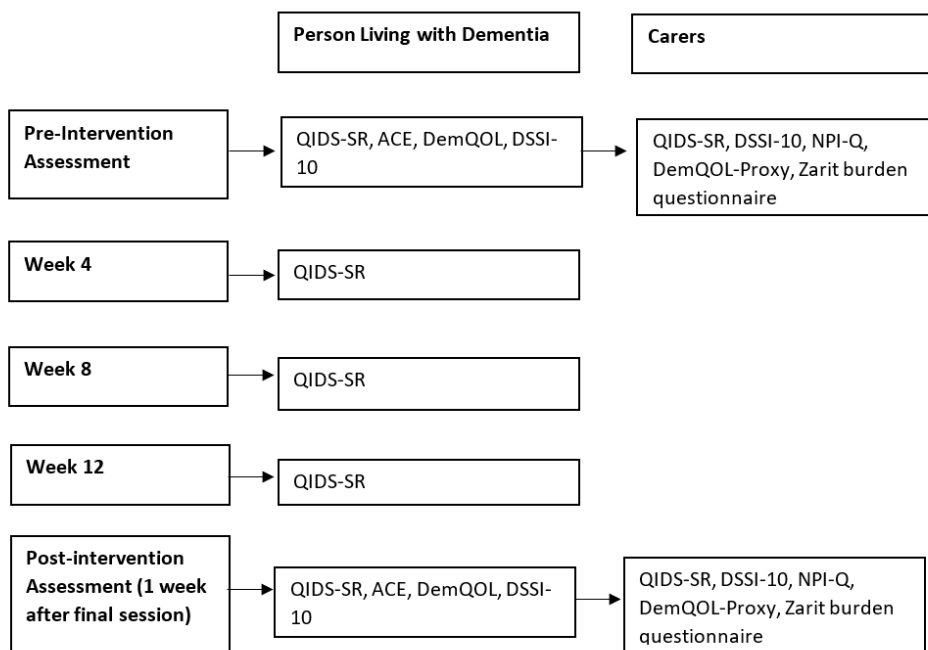 Person Living with Dementia
Carers
Pre-Intervention
Assessment
QIDS-SR, ACE, DemQOL, DSSI-
10
QIDS-SR, DSSI-10, NPI-Q,
DemQOL-Proxy, Zarit burden
questionnaire
Week 4
QIDS-SR
Week 8
QIDS-SR
Week 12
QIDS-SR
Post-intervention
Assessment (1 week
after final session)
QIDS-SR, ACE, DemQOL, DSSI-
10
QIDS-SR, DSSI-10, NPI-Q,
DemQOL-Proxy, Zarit burden
questionnaire